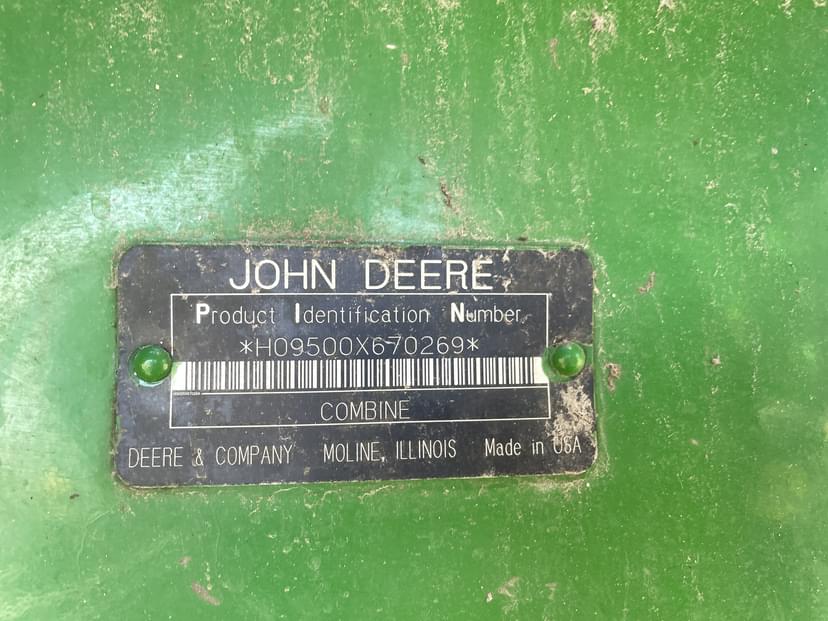 JOHN DEERE
Product Identification Number
*H09500X670269*
COMBINE
DEERE & COMPANY MOLINE, ILLINOIS Made in USA